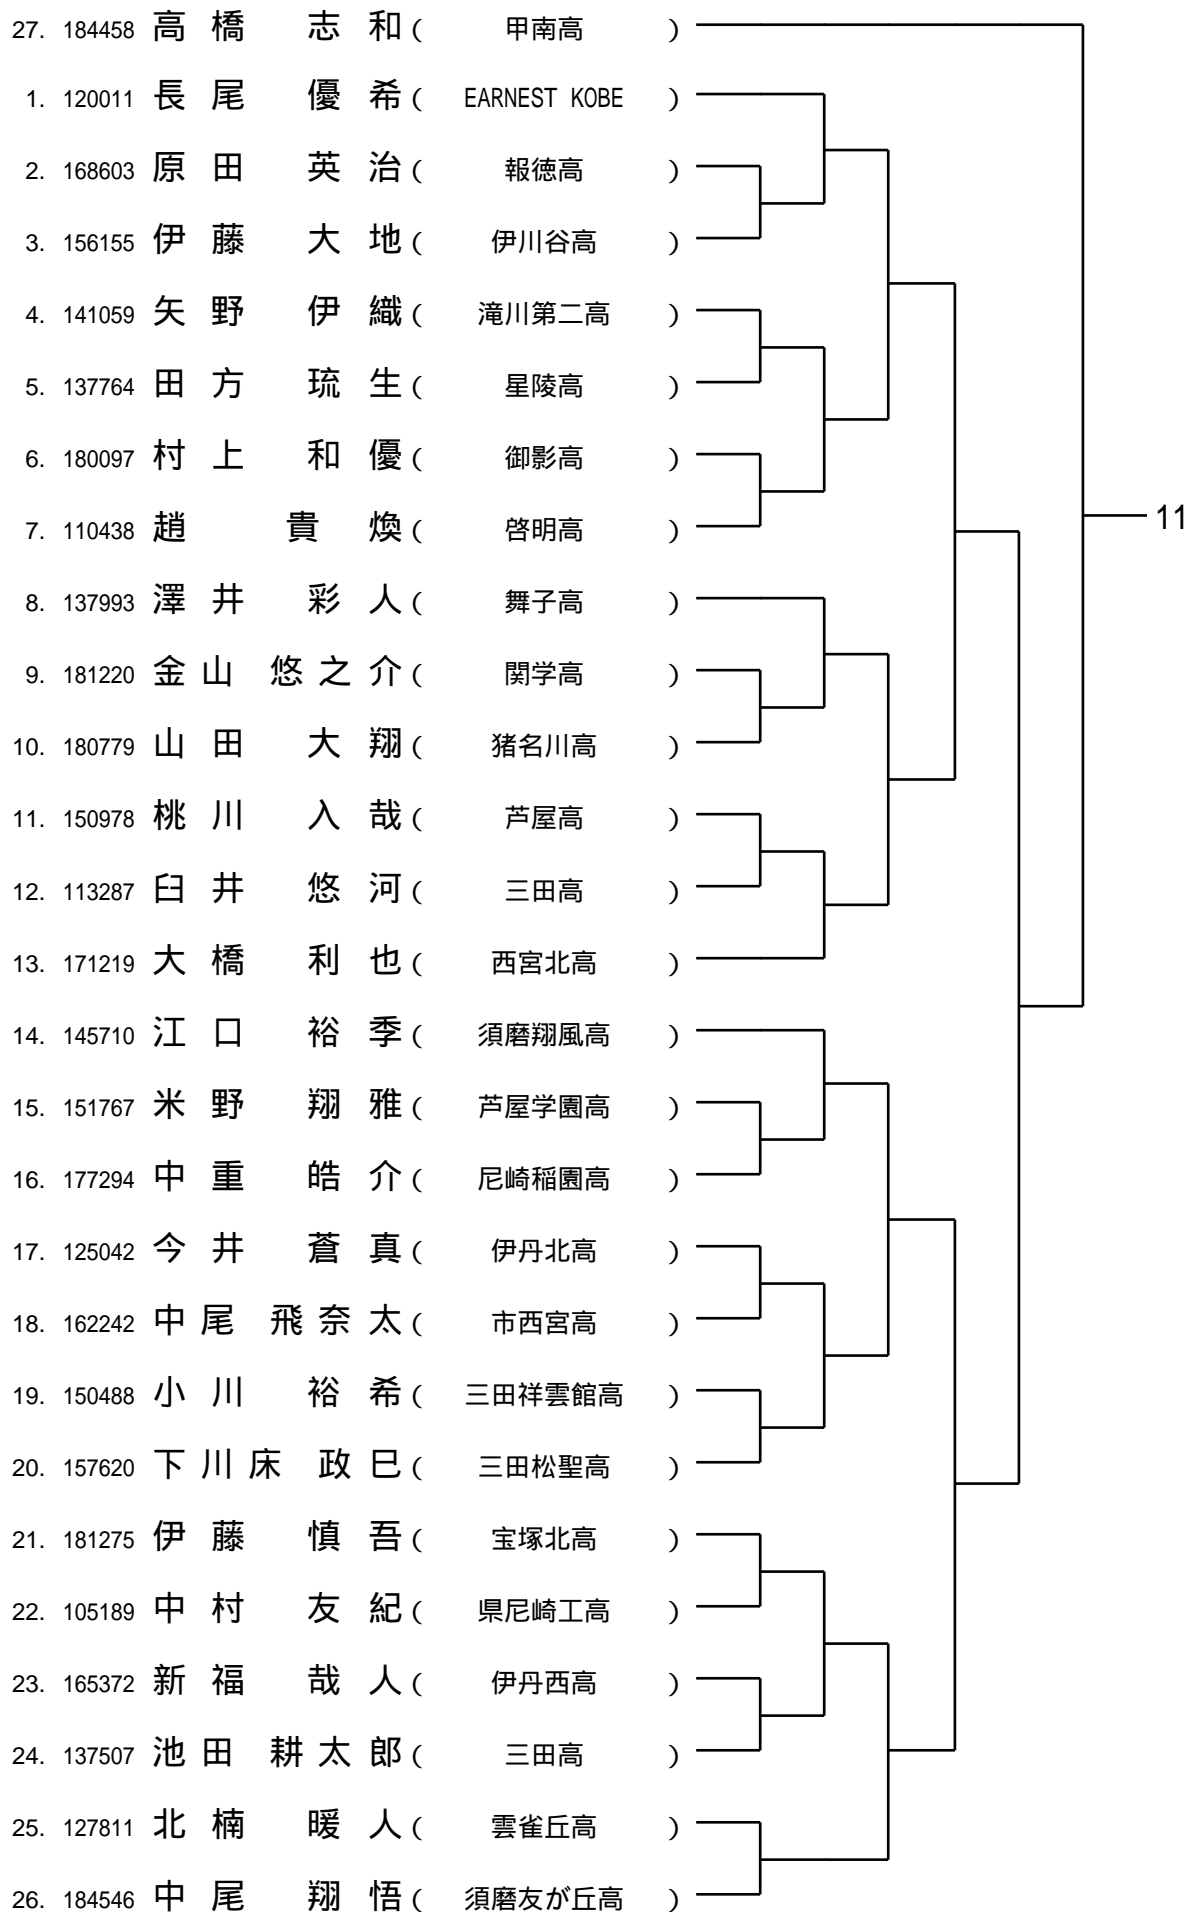 27. 184458 高橋 志和 ( 甲南高 )
1. 120011 長尾 優希 ( EARNEST KOBE )
2. 168603 原田 英治 ( 報徳高 )
3. 156155 伊藤 大地 ( 伊川谷高 )
4. 141059 矢野 伊織 ( 滝川第二高 )
5. 137764 田方 琉生 ( 星陵高 )
6. 180097 村上 和優 ( 御影高 )
7. 110438 趙 貴煥 ( 啓明高 )
11
8. 137993 澤井 彩人 ( 舞子高 )
9. 181220 金山 悠之介 ( 関学高 )
10. 180779 山田 大翔 ( 猪名川高 )
11. 150978 桃川 入哉 ( 芦屋高 )
12. 113287 臼井 悠河 ( 三田高 )
13. 171219 大橋 利也 ( 西宮北高 )
14. 145710 江口 裕季 ( 須磨翔風高 )
15. 151767 米野 翔雅 ( 芦屋学園高 )
16. 177294 中重 皓介 ( 尼崎稲園高 )
17. 125042 今井 蒼真 ( 伊丹北高 )
18. 162242 中尾 飛奈太 ( 市西宮高 )
19. 150488 小川 裕希 ( 三田祥雲館高 )
20. 157620 下川床 政巳 ( 三田松聖高 )
21. 181275 伊藤 慎吾 ( 宝塚北高 )
22. 105189 中村 友紀 ( 県尼崎工高 )
23. 165372 新福 哉人 ( 伊丹西高 )
24. 137507 池田 耕太郎 ( 三田高 )
25. 127811 北楠 暖人 ( 雲雀丘高 )
26. 184546 中尾 翔悟 ( 須磨友が丘高 )